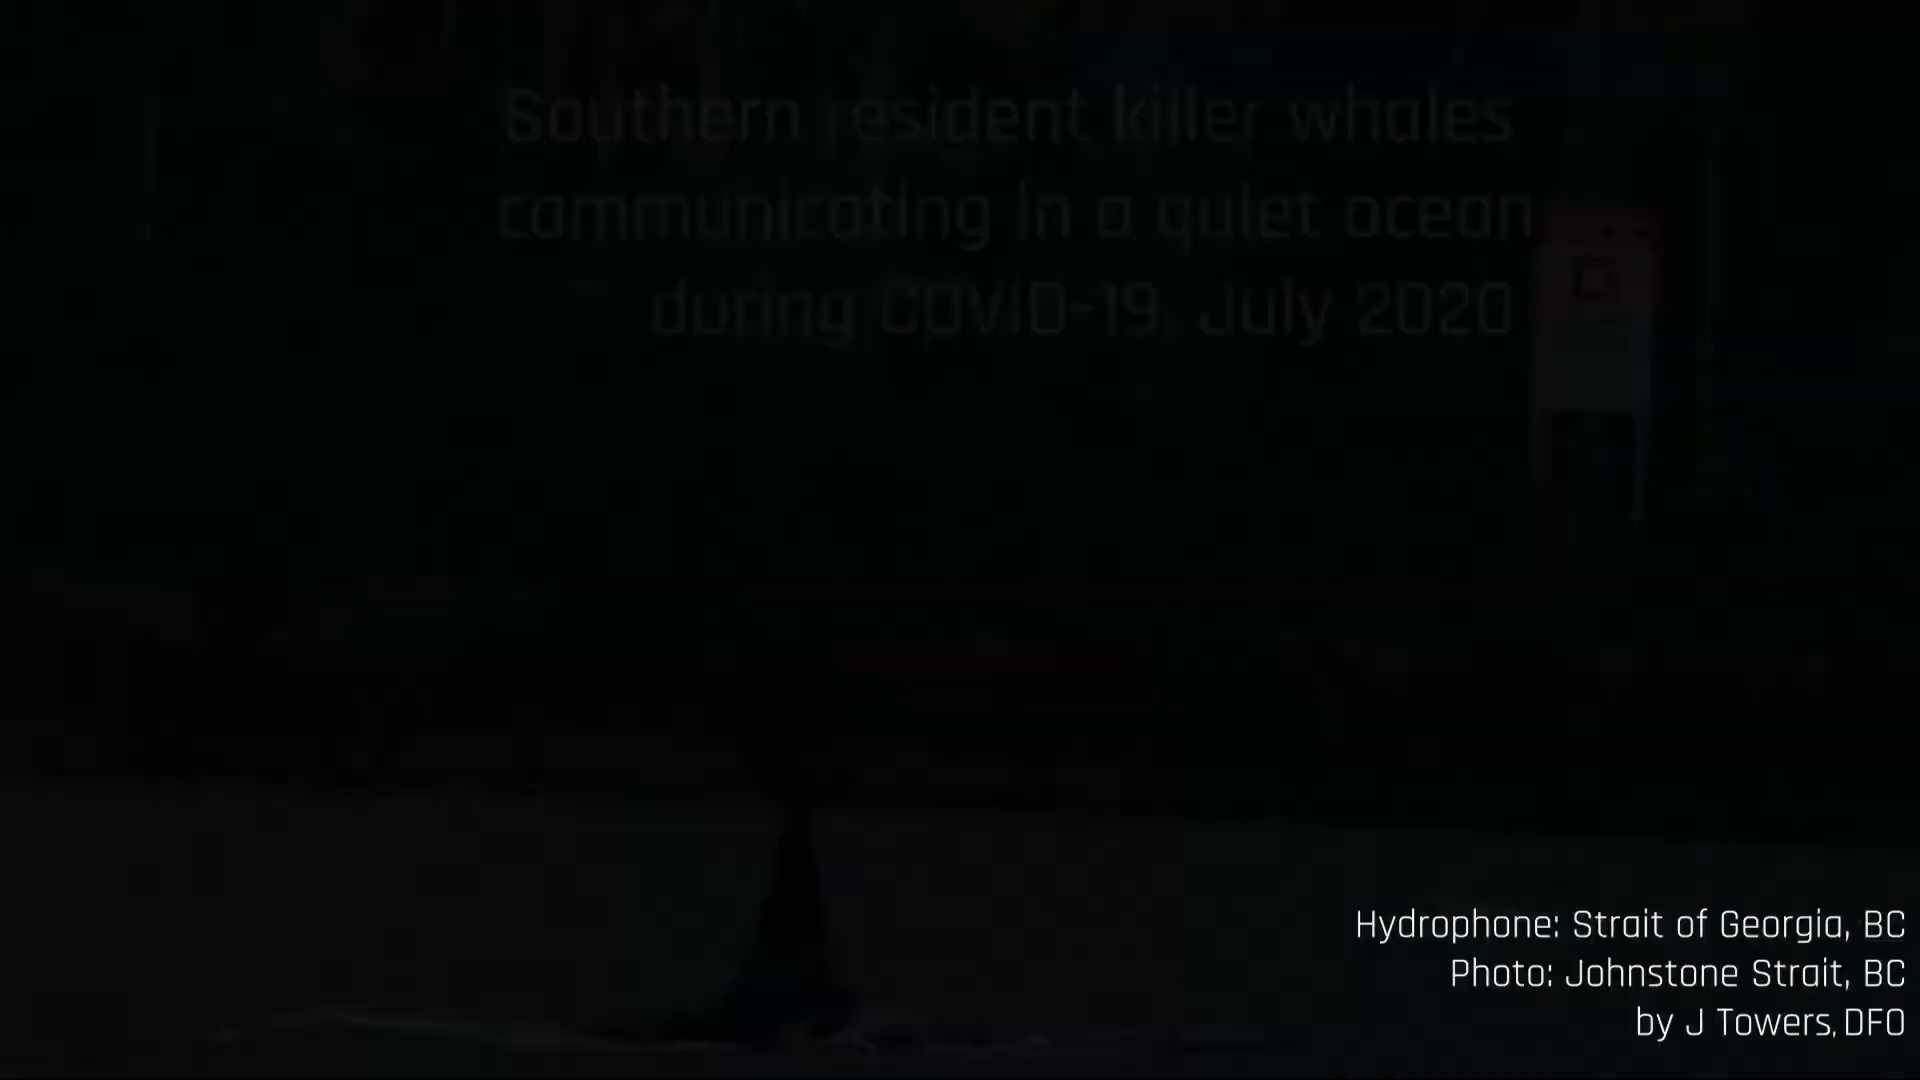 Southern resident killer whales
communicating in a quiet ocean
during COVID-19, July 2020
Hydrophone: Strait of Georgia, BC
Photo: Johnstone Strait, BC
by J Towers, DFO